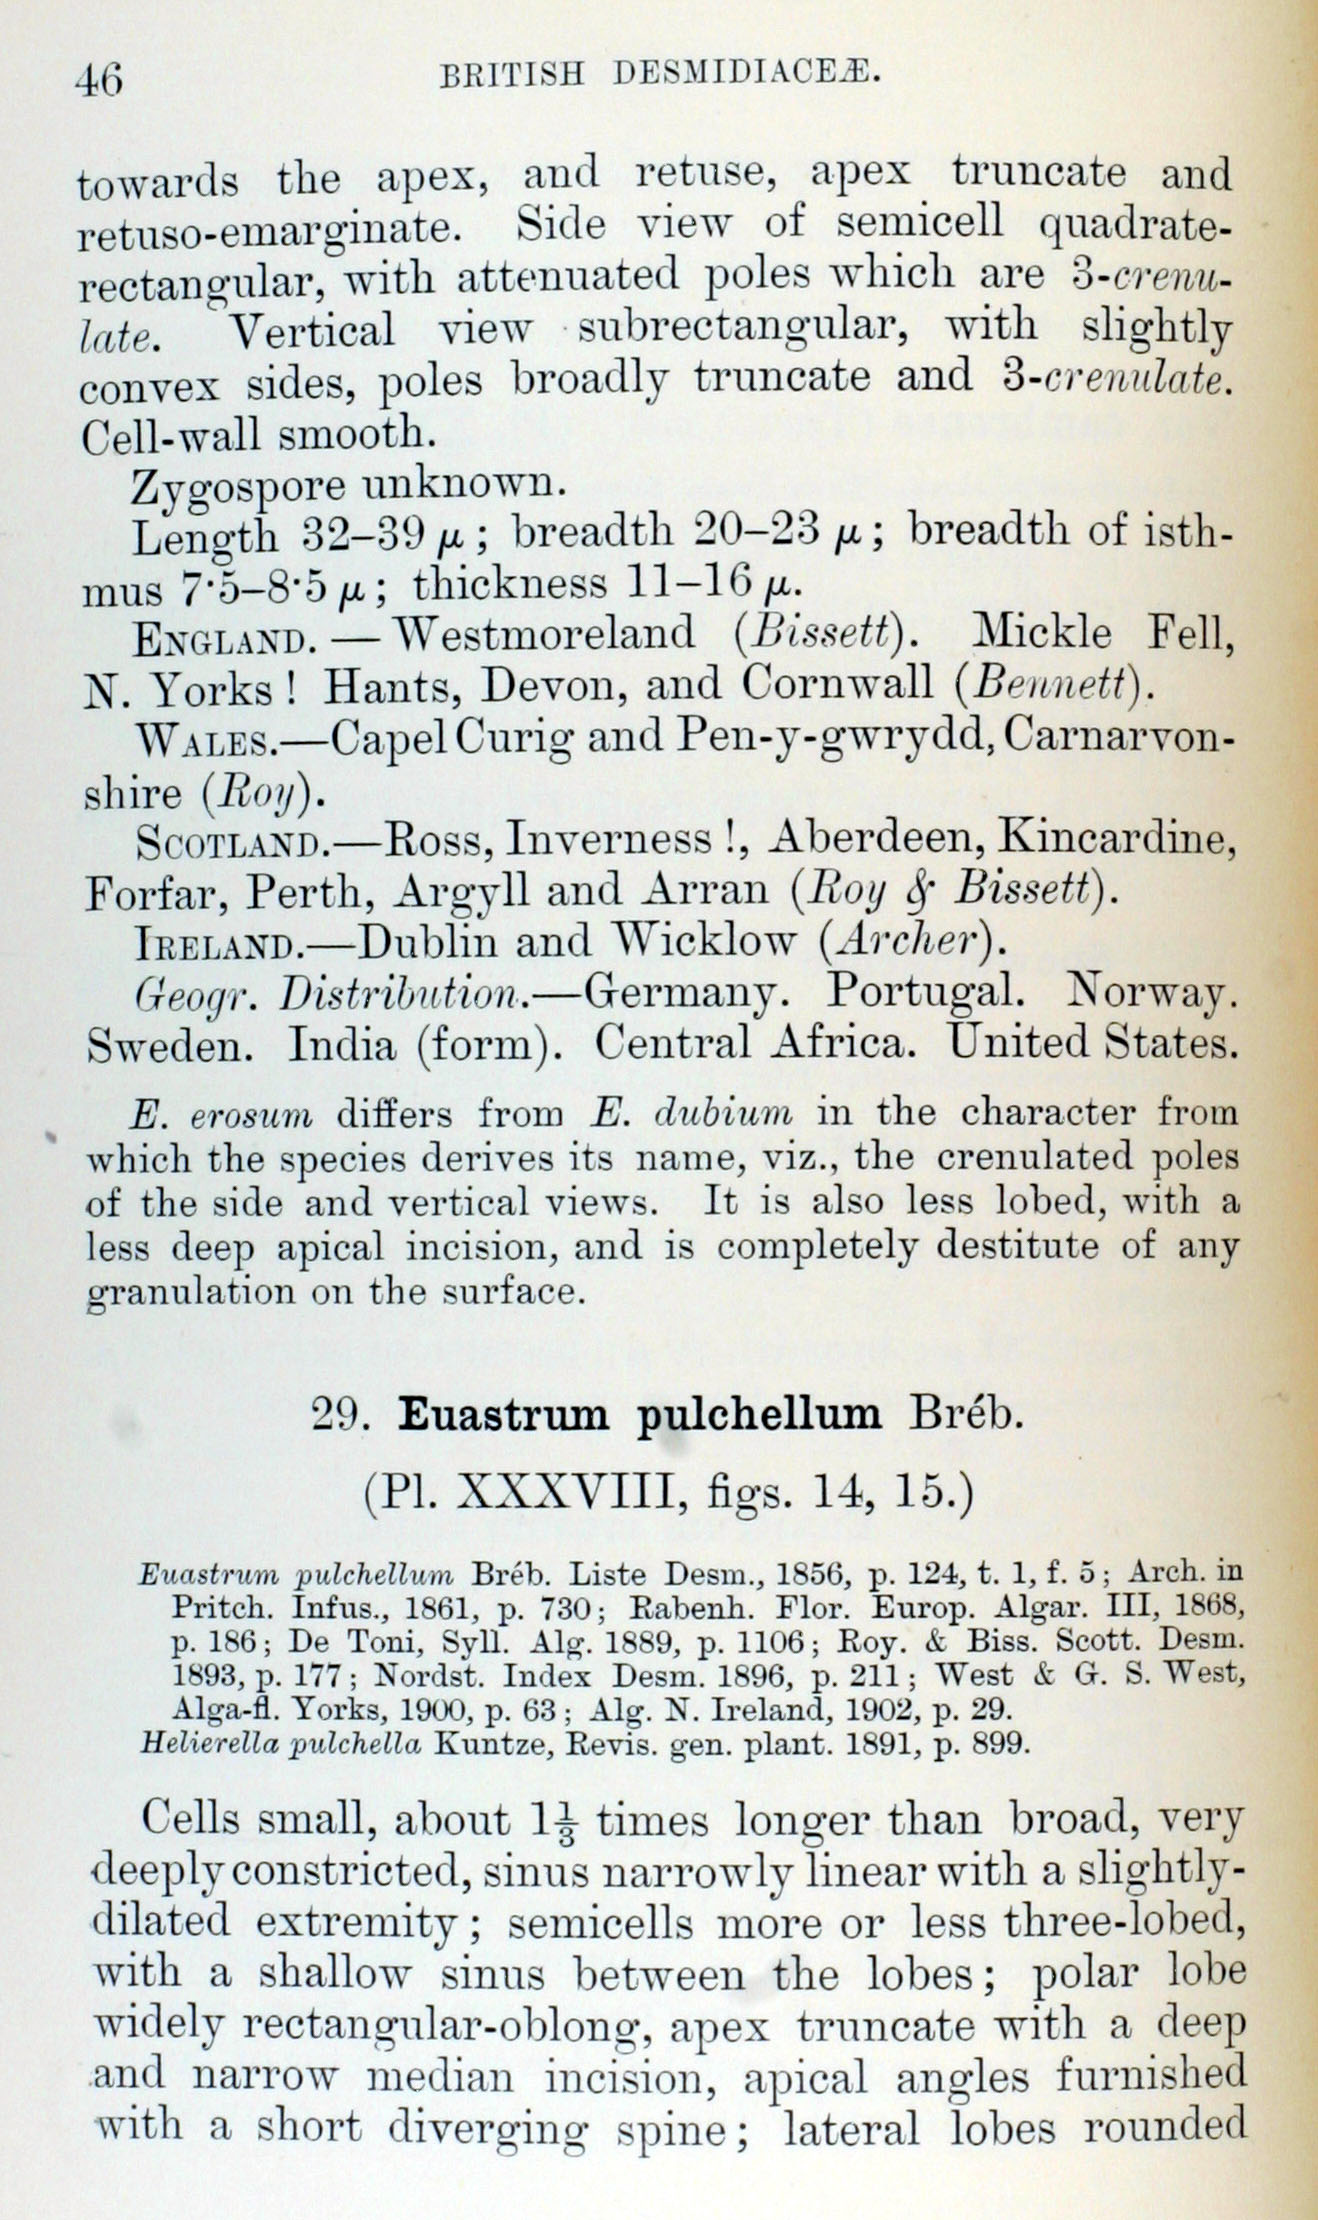 46 BRITISH DESMIDIACEÆ.
towards the apex, and retuse, apex truncate and
retuso-emarginate. Side view of semicell quadrate-
rectangular, with attenuated poles which are 3-crenu-
late. Vertical view subrectangular, with slightly
convex sides, poles broadly truncate and 3-crenulate.
Cell-wall smooth.
Zygospore unknown.
Length 32–39 μ; breadth 20–23 μ; breadth of isth-
mus 7·5–8·5 μ; thickness 11–16 μ.
ENGLAND.—Westmoreland (Bissett). Mickle Fell,
N. Yorks! Hants, Devon, and Cornwall (Bennett).
WALES.—Capel Curig and Pen-y-gwrydd, Carnarvon-
shire (Roy).
SCOTLAND.—Ross, Inverness!, Aberdeen, Kincardine,
Forfar, Perth, Argyll and Arran (Roy & Bissett).
IRELAND.—Dublin and Wicklow (Archer).
Geogr. Distribution.—Germany. Portugal. Norway.
Sweden. India (form). Central Africa. United States.
E. erosum differs from E. dubium in the character from
which the species derives its name, viz., the crenulated poles
of the side and vertical views. It is also less lobed, with a
less deep apical incision, and is completely destitute of any
granulation on the surface.
29. Euastrum pulchellum Bréb.
(Pl. XXXVIII, figs. 14, 15.)
Euastrum pulchellum Bréb. Liste Desm., 1856, p. 124, t. 1, f. 5; Arch. in
Pritch. Infus., 1861, p. 730; Rabenh. Flor. Europ. Algar. III, 1868,
p. 186; De Toni, Syll. Alg. 1889, p. 1106; Roy. & Biss. Scott. Desm.
1893, p. 177; Nordst. Index Desm. 1896, p. 211; West & G. S. West,
Alga-fl. Yorks, 1900, p. 63; Alg. N. Ireland, 1902, p. 29.
Helierella pulchella Kuntze, Revis. gen. plant. 1891, p. 899.
Cells small, about 1⅓ times longer than broad, very
deeply constricted, sinus narrowly linear with a slightly-
dilated extremity; semicells more or less three-lobed,
with a shallow sinus between the lobes; polar lobe
widely rectangular-oblong, apex truncate with a deep
and narrow median incision, apical angles furnished
with a short diverging spine; lateral lobes rounded